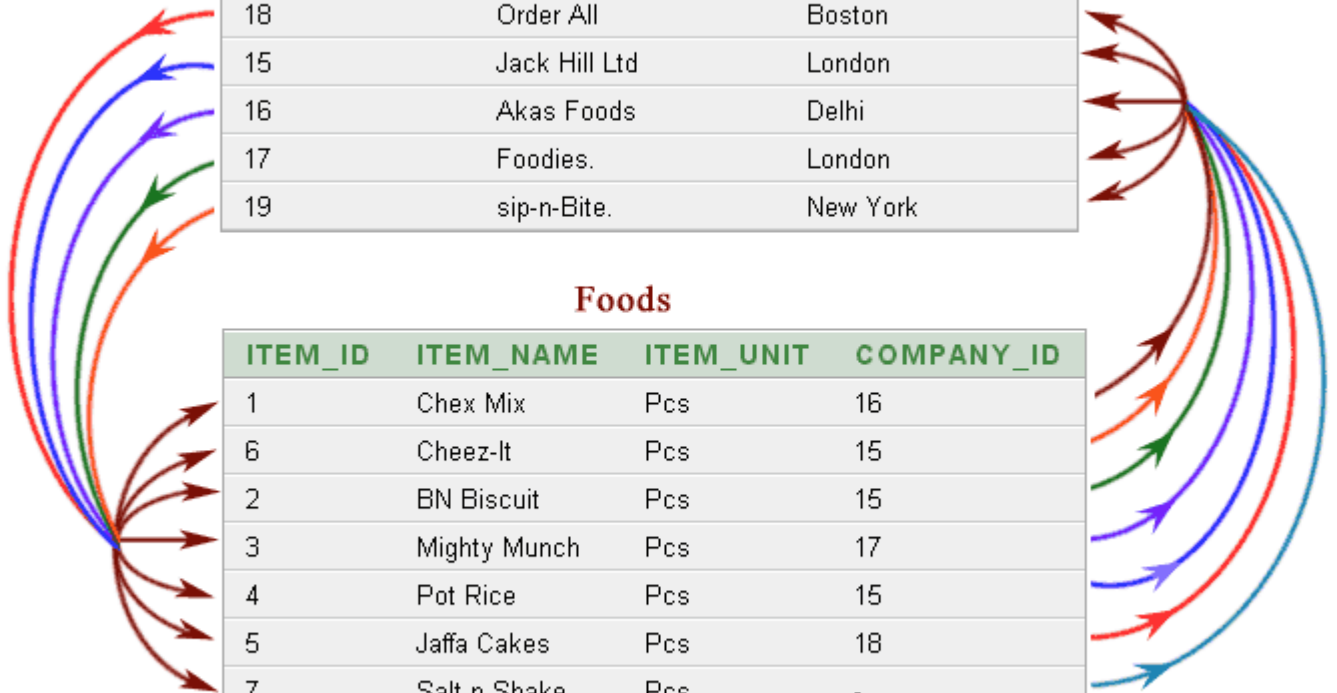 18 Order All Boston
15 Jack Hill Ltd London
16 Akas Foods Delhi
17 Foodies. London
19 sip-n-Bite. New York
Foods
ITEM_ID ITEM_NAME ITEM_UNIT COMPANY_ID
1 Chex Mix Pcs 16
6 Cheez-It Pcs 15
2 BN Biscuit Pcs 15
3 Mighty Munch Pcs 17
4 Pot Rice Pcs 15
5 Jaffa Cakes Pcs 18
7 Salt n Shake Pcs -